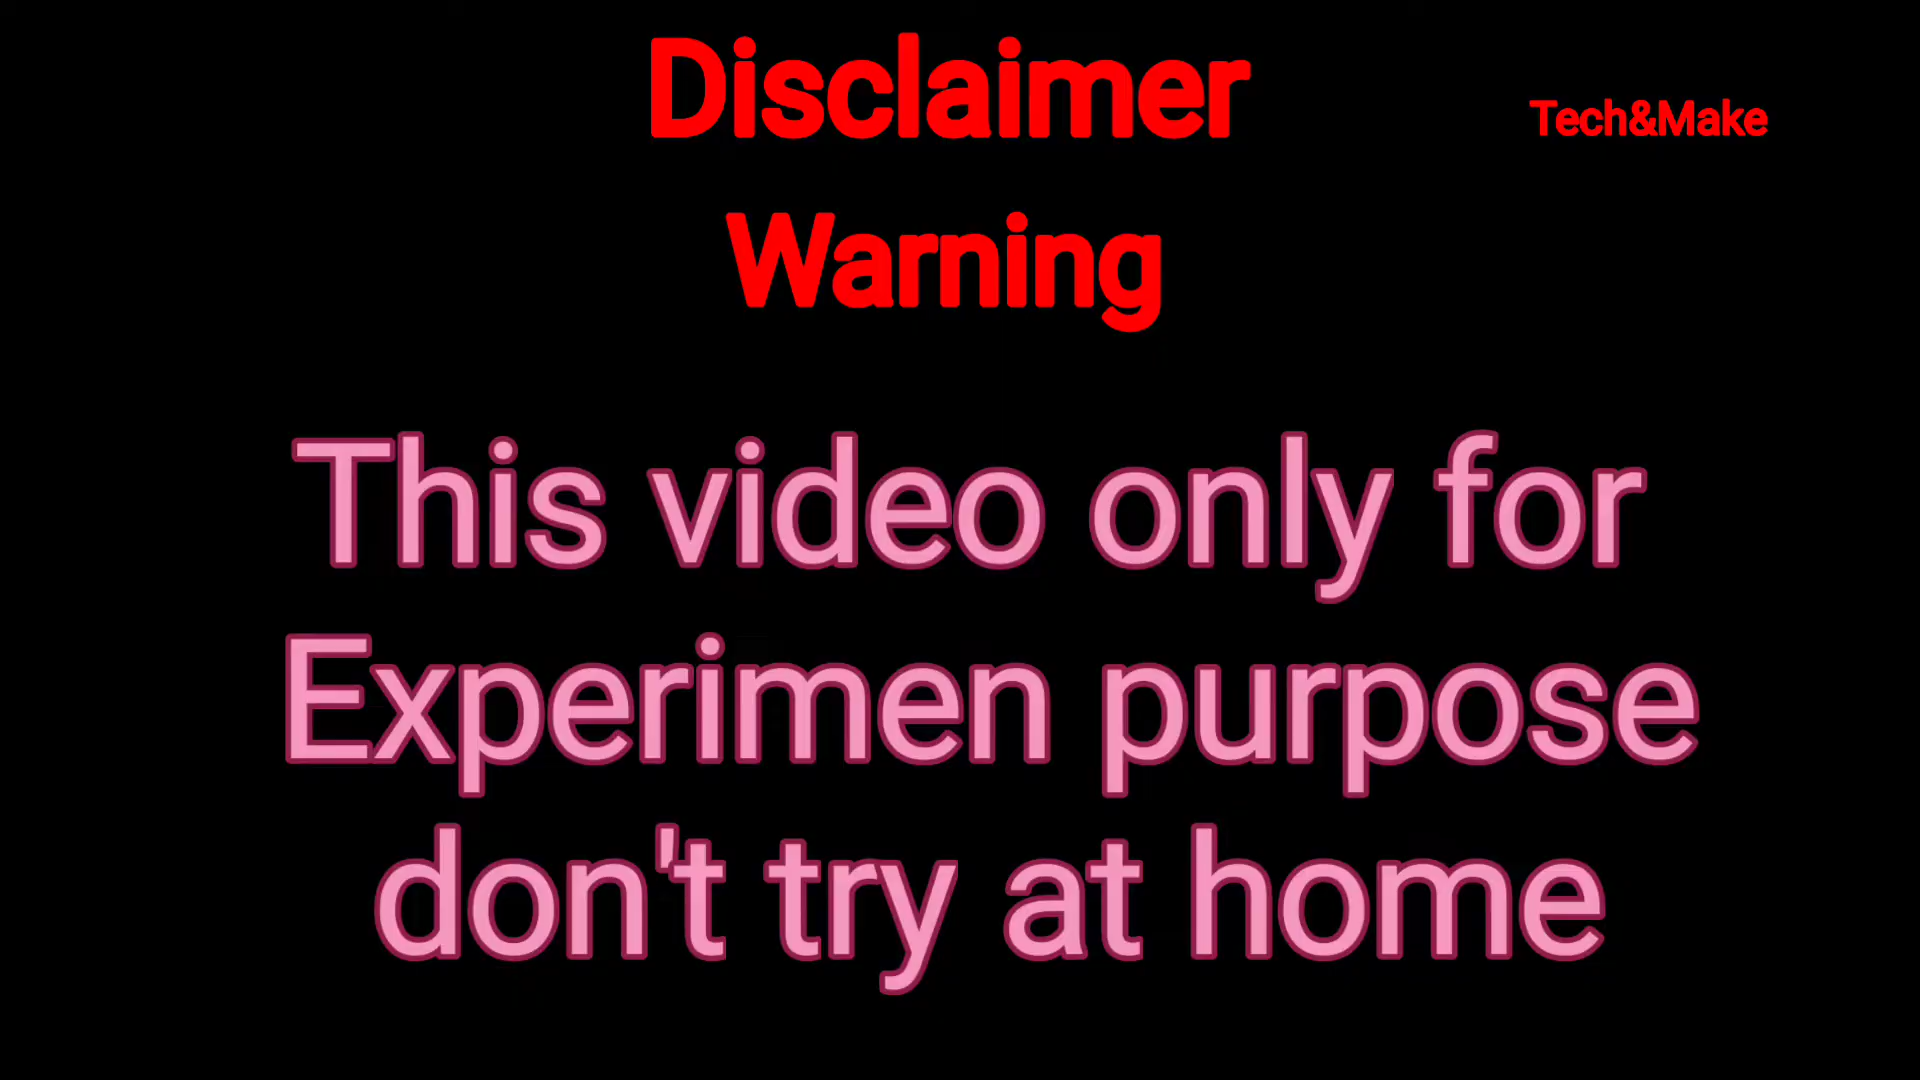 Disclaimer
Tech&Make
Warning
This video only for
Experimen purpose
don't try at home